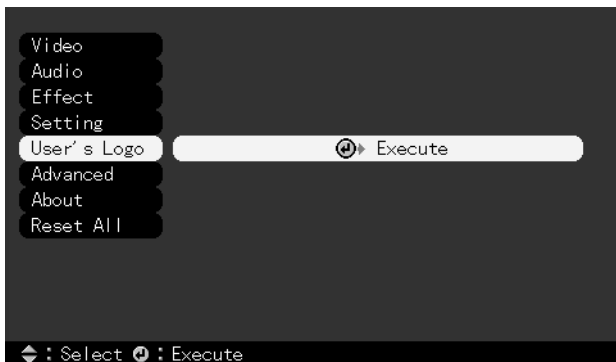 Video
Audio
Effect
Setting
User's Logo Execute
Advanced
About
Reset All
: Select : Execute